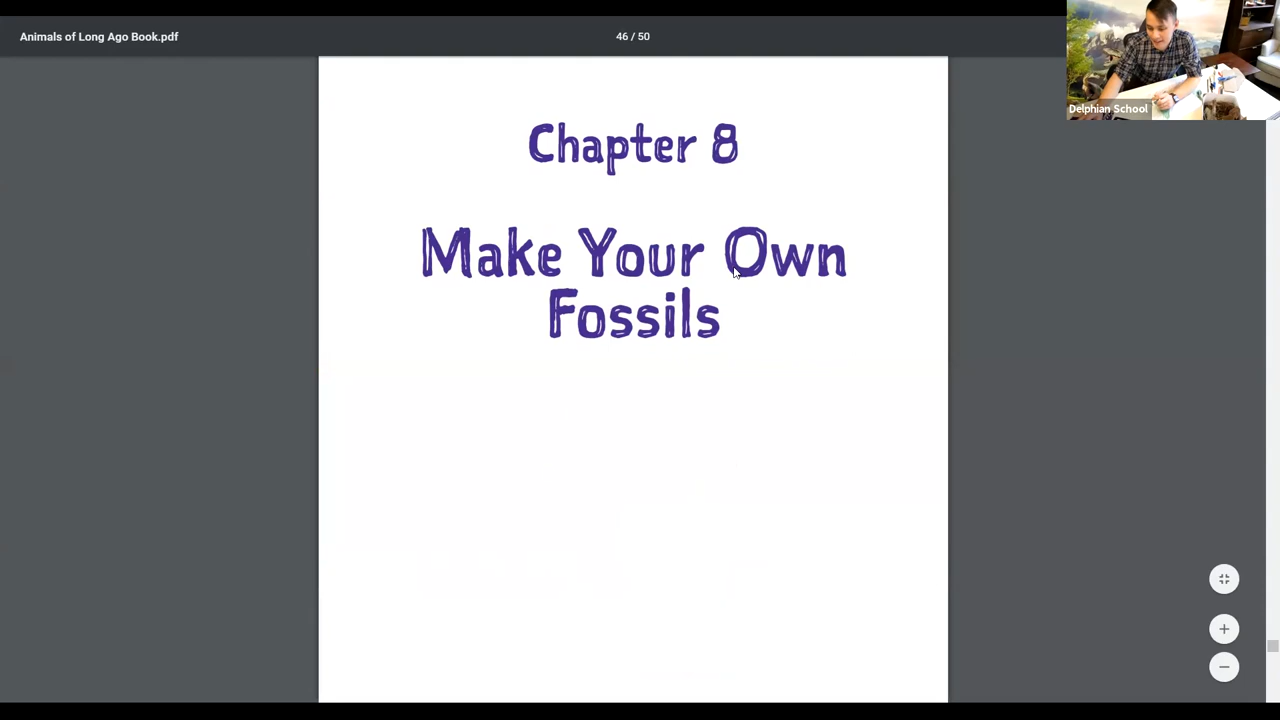 Animals of Long Ago Book.pdf
46 / 50
Delphian School
Chapter 8
Make Your Own
Fossils